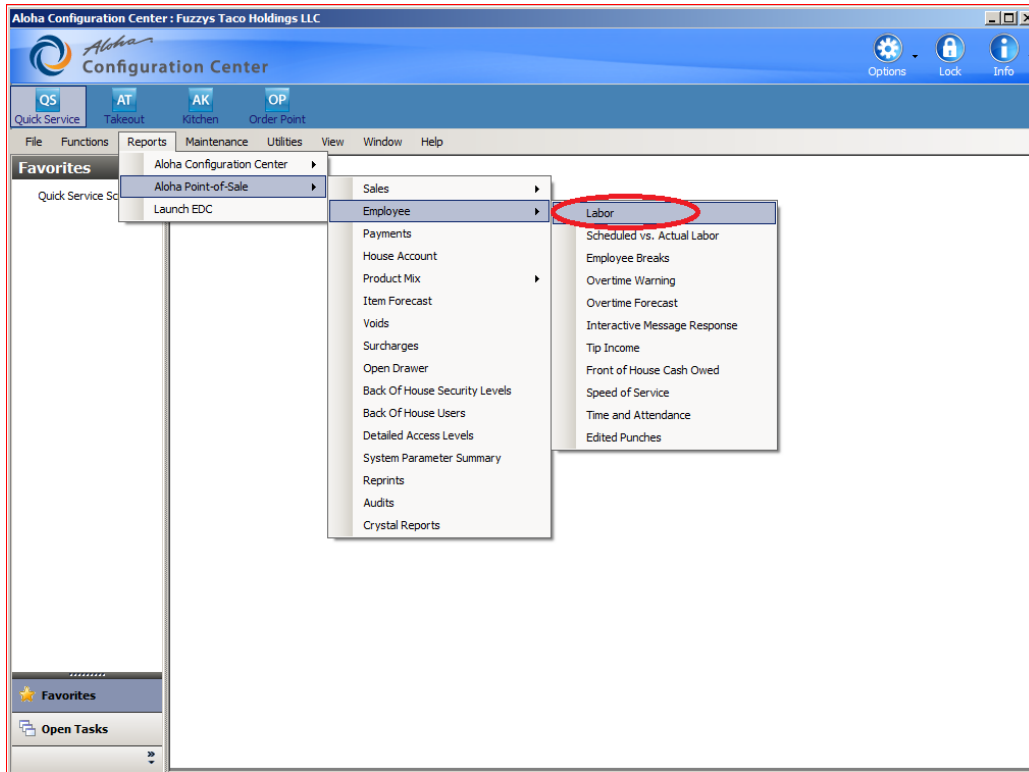 Aloha Configuration Center : Fuzzys Taco Holdings LLC
Aloha
Configuration Center
Options
Lock
Info
QS
Quick Service
AT
Takeout
AK
Kitchen
OP
Order Point
File Functions Reports Maintenance Utilities View Window Help
Favorites
Quick Service Sc
Aloha Configuration Center
Aloha Point-of-Sale
Launch EDC
Sales
Employee
Payments
House Account
Product Mix
Item Forecast
Voids
Surcharges
Open Drawer
Back Of House Security Levels
Back Of House Users
Detailed Access Levels
System Parameter Summary
Reprints
Audits
Crystal Reports
Labor
Scheduled vs. Actual Labor
Employee Breaks
Overtime Warning
Overtime Forecast
Interactive Message Response
Tip Income
Front of House Cash Owed
Speed of Service
Time and Attendance
Edited Punches
Favorites
Open Tasks